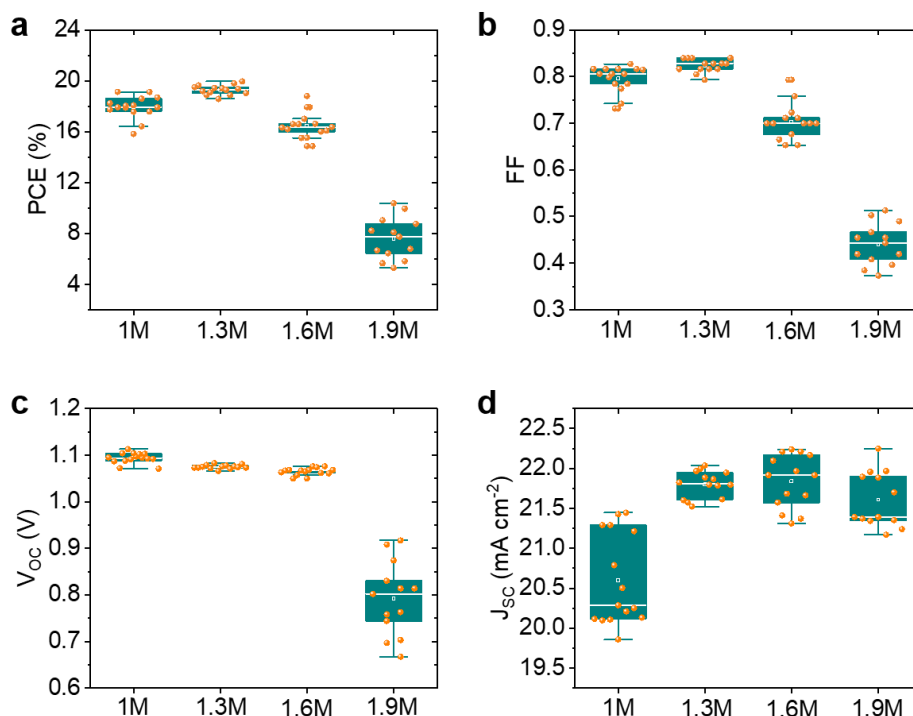 a
24
20
16
12
8
4
PCE (%)
1M 1.3M 1.6M 1.9M
b
0.9
0.8
0.7
0.6
0.5
0.4
0.3
FF
1M 1.3M 1.6M 1.9M
c
1.2
1.1
1.0
0.9
0.8
0.7
0.6
V_OC (V)
1M 1.3M 1.6M 1.9M
d
22.5
22.0
21.5
21.0
20.5
20.0
19.5
J_SC (mA cm⁻²)
1M 1.3M 1.6M 1.9M